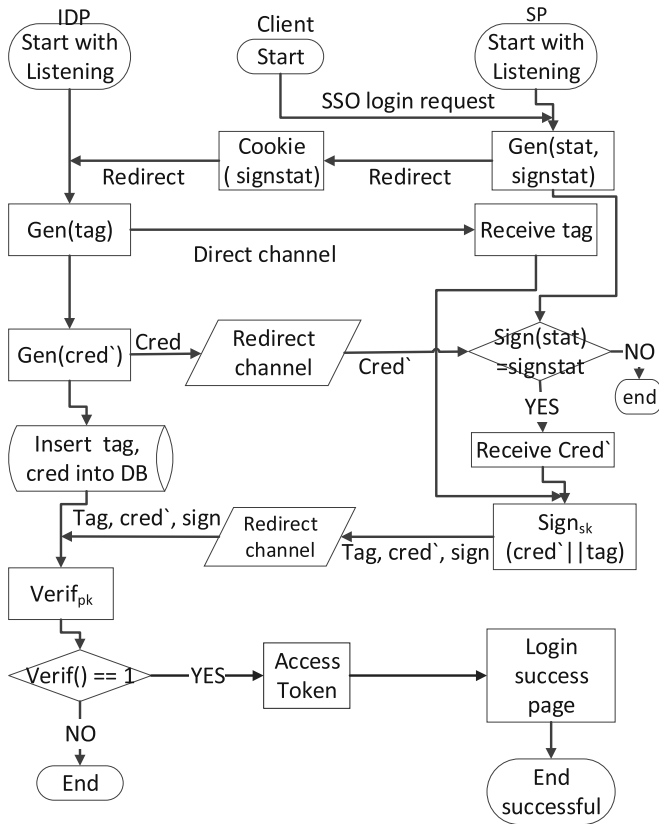 IDP
Client
SP
Start with
Listening
Start
Start with
Listening
SSO login request
Cookie
( signstat)
Gen(stat,
signstat)
Redirect
Redirect
Gen(tag)
Receive tag
Direct channel
Gen(cred`)
Cred
Redirect
channel
Cred`
Sign(stat)
=signstat
NO
end
YES
Insert tag,
cred into DB
Receive Cred`
Tag, cred`, sign
Redirect
channel
Tag, cred`, sign
Signsk
(cred`||tag)
Verifpk
Verif() == 1
YES
Access
Token
Login
success
page
NO
End
End
successful